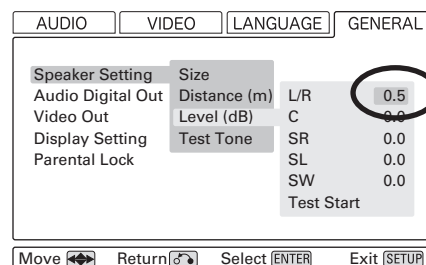 AUDIO VIDEO LANGUAGE GENERAL
Speaker Setting Size
Audio Digital Out Distance (m) L/R 0.5
Video Out Level (dB) C 0.0
Display Setting Test Tone SR 0.0
Parental Lock SL 0.0
SW 0.0
Test Start
Move Return Select ENTER Exit SETUP